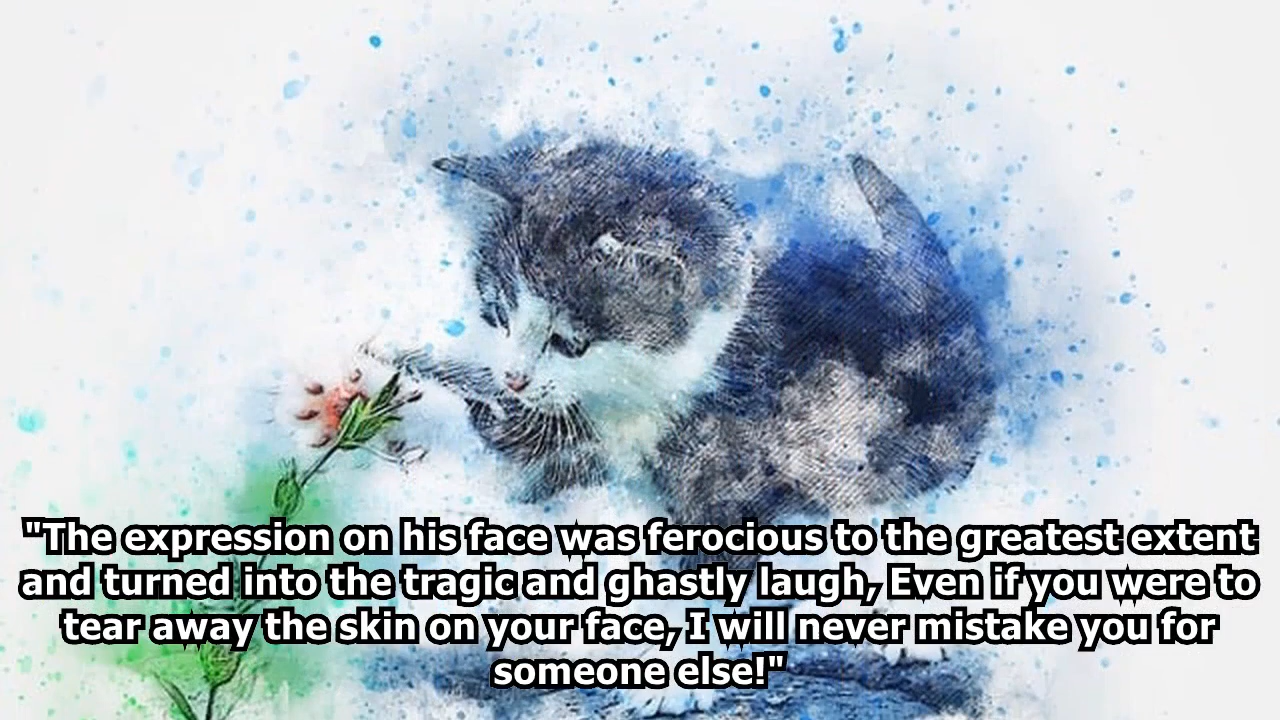 "The expression on his face was ferocious to the greatest extent
and turned into the tragic and ghastly laugh, Even if you were to
tear away the skin on your face, I will never mistake you for
someone else!"